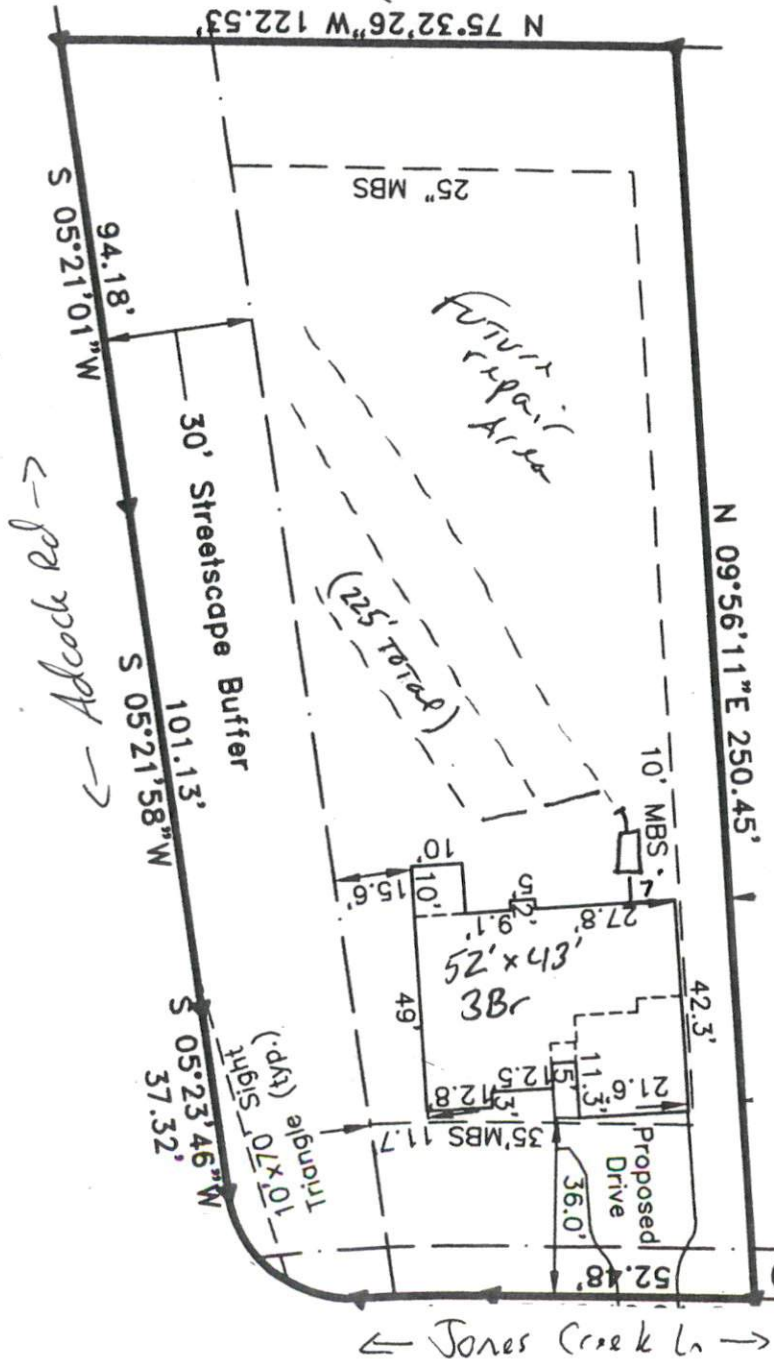 N 75°32'26"W 122.53'
25" MBS
Future
repair
Area
94.18'
S 05°21'01"W
30' Streetscape Buffer
← Adcock Rd →
(225' Total)
N 09°56'11"E 250.45'
101.13'
S 05°21'58"W
10' MBS
10'
10'
15.6'
5'
2'
9.1'
27.8'
52' x 43'
3Br
49'
42.3'
S 05°23'46"W
37.32'
10'x70' Sight
Triangle (typ.)
12.8'
3'
12.5
5'
11.3'
21.6'
35'MBS 11.7
Proposed
Drive
36.0'
52.48'
← Jones Creek Ln →